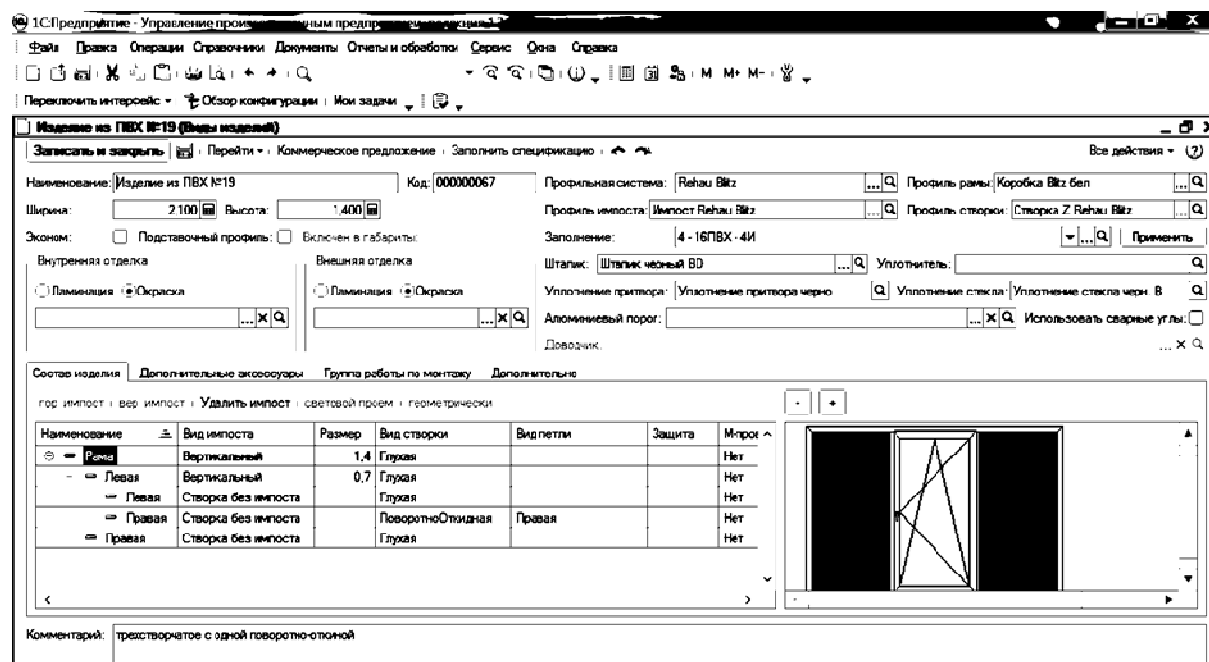 1С:Предприятие - Управление
Файл Правка Операции Справочники Документы Отчеты и обработки Сервис Окна Справка
М М+ М-
Переключить интерфейс Обзор конфигурации Мои задачи
Изделие из ПВХ №19 (Виды изделий)
Записать и закрыть Перейти Коммерческое предложение Заполнить спецификацию Все действия
Наименование: Изделие из ПВХ №19 Код: 000000067 Профильная система: Rehau Blitz Профиль рамы: Коробка Blitz бел
Ширина: 2,100 Высота: 1,400 Профиль импоста: Импост Rehau Blitz Профиль створки: Створка Z Rehau Blitz
Эконом: Подставочный профиль: Включен в габариты: Заполнение: 4 - 16ПВХ - 4И Применить
Внутренняя отделка Внешняя отделка Штапик: Штапик черный BD Уплотнитель:
Ламинация Окраска Ламинация Окраска Уплотнение притвора: Уплотнение притвора черно Уплотнение стекла: Уплотнение стекла черн. В
Алюминиевый порог: Использовать сварные углы:
Доводчик:
Состав изделия Дополнительные аксессуары Группа работы по монтажу Дополнительно
гор импост вер импост Удалить импост световой проем геометрически - +
Наименование Вид импоста Размер Вид створки Вид петли Защита
Рама Вертикальный 1,4 Глухая Нет
Левая Вертикальный 0,7 Глухая Нет
Левая Створка без импоста Глухая Нет
Правая Створка без импоста ПоворотноОткидная Правая Нет
Правая Створка без импоста Глухая Нет
Комментарий: трехстворчатое с одной поворотно-откиной